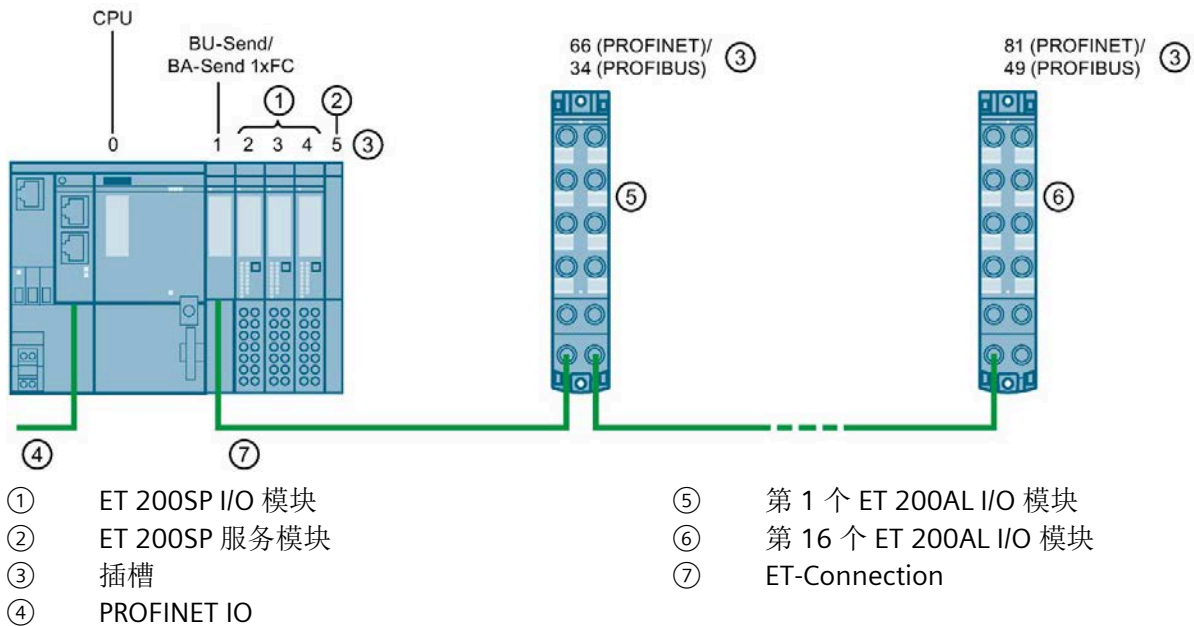 CPU
BU-Send/
BA-Send 1xFC
66 (PROFINET)/
34 (PROFIBUS)
③
81 (PROFINET)/
49 (PROFIBUS)
③
① ②
0 1 2 3 4 5 ③
⑤
⑥
④ ⑦
① ET 200SP I/O 模块
② ET 200SP 服务模块
③ 插槽
④ PROFINET IO
⑤ 第 1 个 ET 200AL I/O 模块
⑥ 第 16 个 ET 200AL I/O 模块
⑦ ET-Connection